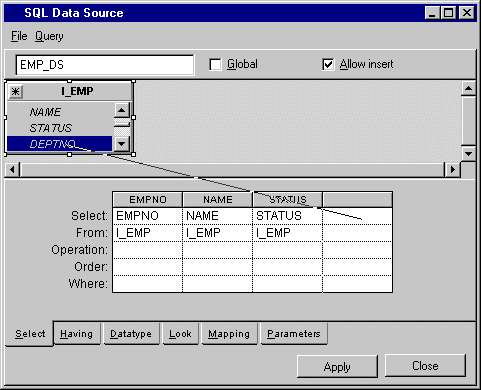 SQL Data Source
File Query
EMP_DS Global Allow insert
I_EMP
NAME
STATUS
DEPTNO
EMPNO NAME STATUS
Select: EMPNO NAME STATUS
From: I_EMP I_EMP I_EMP
Operation:
Order:
Where:
Select Having Datatype Look Mapping Parameters
Apply Close